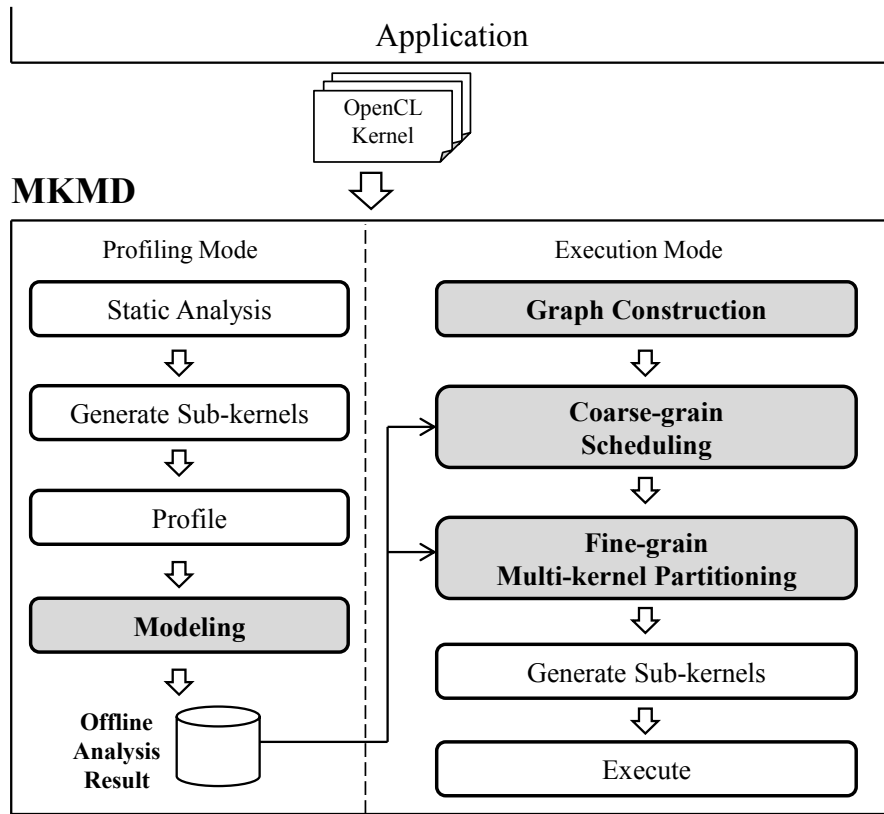 Application
OpenCL
Kernel
MKMD
Profiling Mode
Static Analysis
Generate Sub-kernels
Profile
Modeling
Offline
Analysis
Result
Execution Mode
Graph Construction
Coarse-grain
Scheduling
Fine-grain
Multi-kernel Partitioning
Generate Sub-kernels
Execute